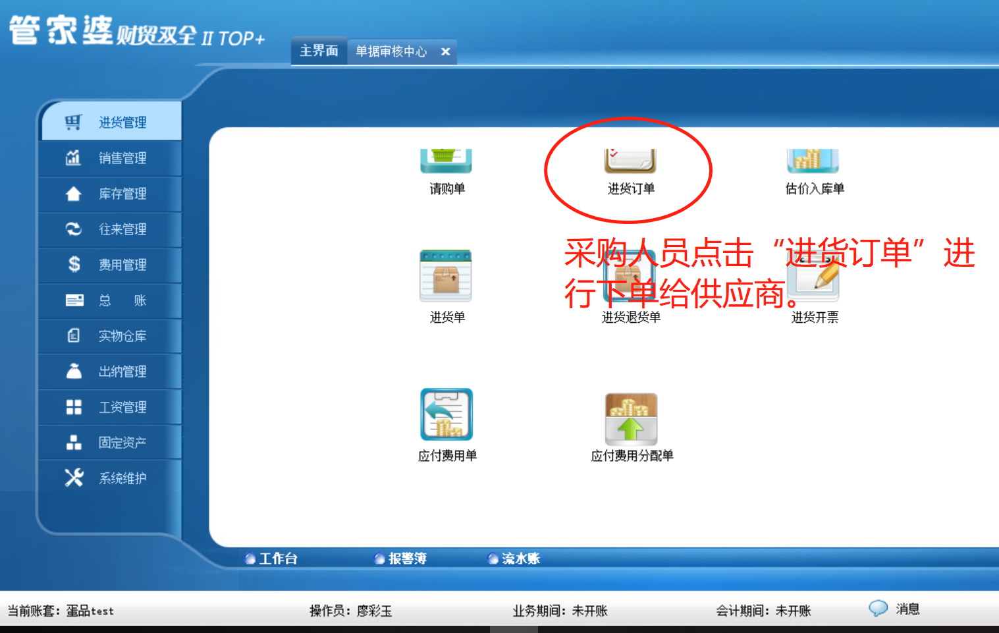 管家婆财贸双全 II TOP+
主界面
单据审核中心 ×
进货管理
销售管理
库存管理
往来管理
费用管理
总 账
实物仓库
出纳管理
工资管理
固定资产
系统维护
请购单
进货订单
估价入库单
采购人员点击“进货订单”进
行下单给供应商。
进货单
进货退货单
进货开票
应付费用单
应付费用分配单
工作台
报警簿
流水账
当前账套：蛋品test
操作员：廖彩玉
业务期间：未开账
会计期间：未开账
消息